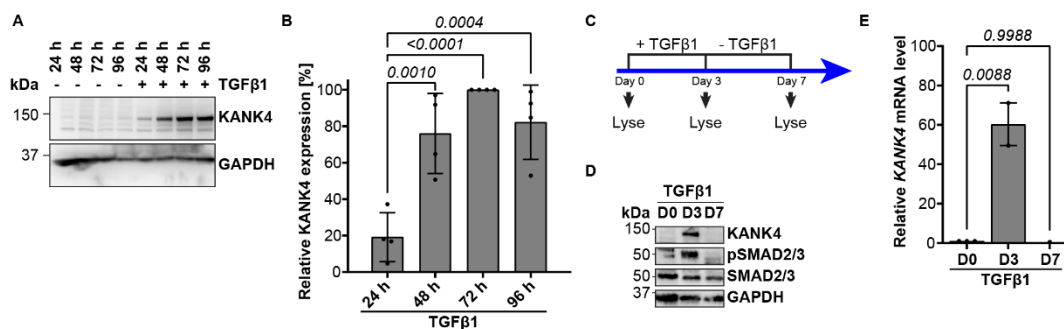 A
24 h
48 h
72 h
96 h
24 h
48 h
72 h
96 h
kDa
- - - - + + + + TGFβ1
150
KANK4
37
GAPDH
B
0.0004
<0.0001
0.0010
Relative KANK4 expression [%]
100
80
60
40
20
0
24 h
48 h
72 h
96 h
TGFβ1
C
+ TGFβ1 - TGFβ1
Day 0 Day 3 Day 7
Lyse Lyse Lyse
D
TGFβ1
kDa D0 D3 D7
150 KANK4
50 pSMAD2/3
50 SMAD2/3
37 GAPDH
E
0.9988
0.0088
Relative KANK4 mRNA level
100
80
60
40
20
0
D0 D3 D7
TGFβ1